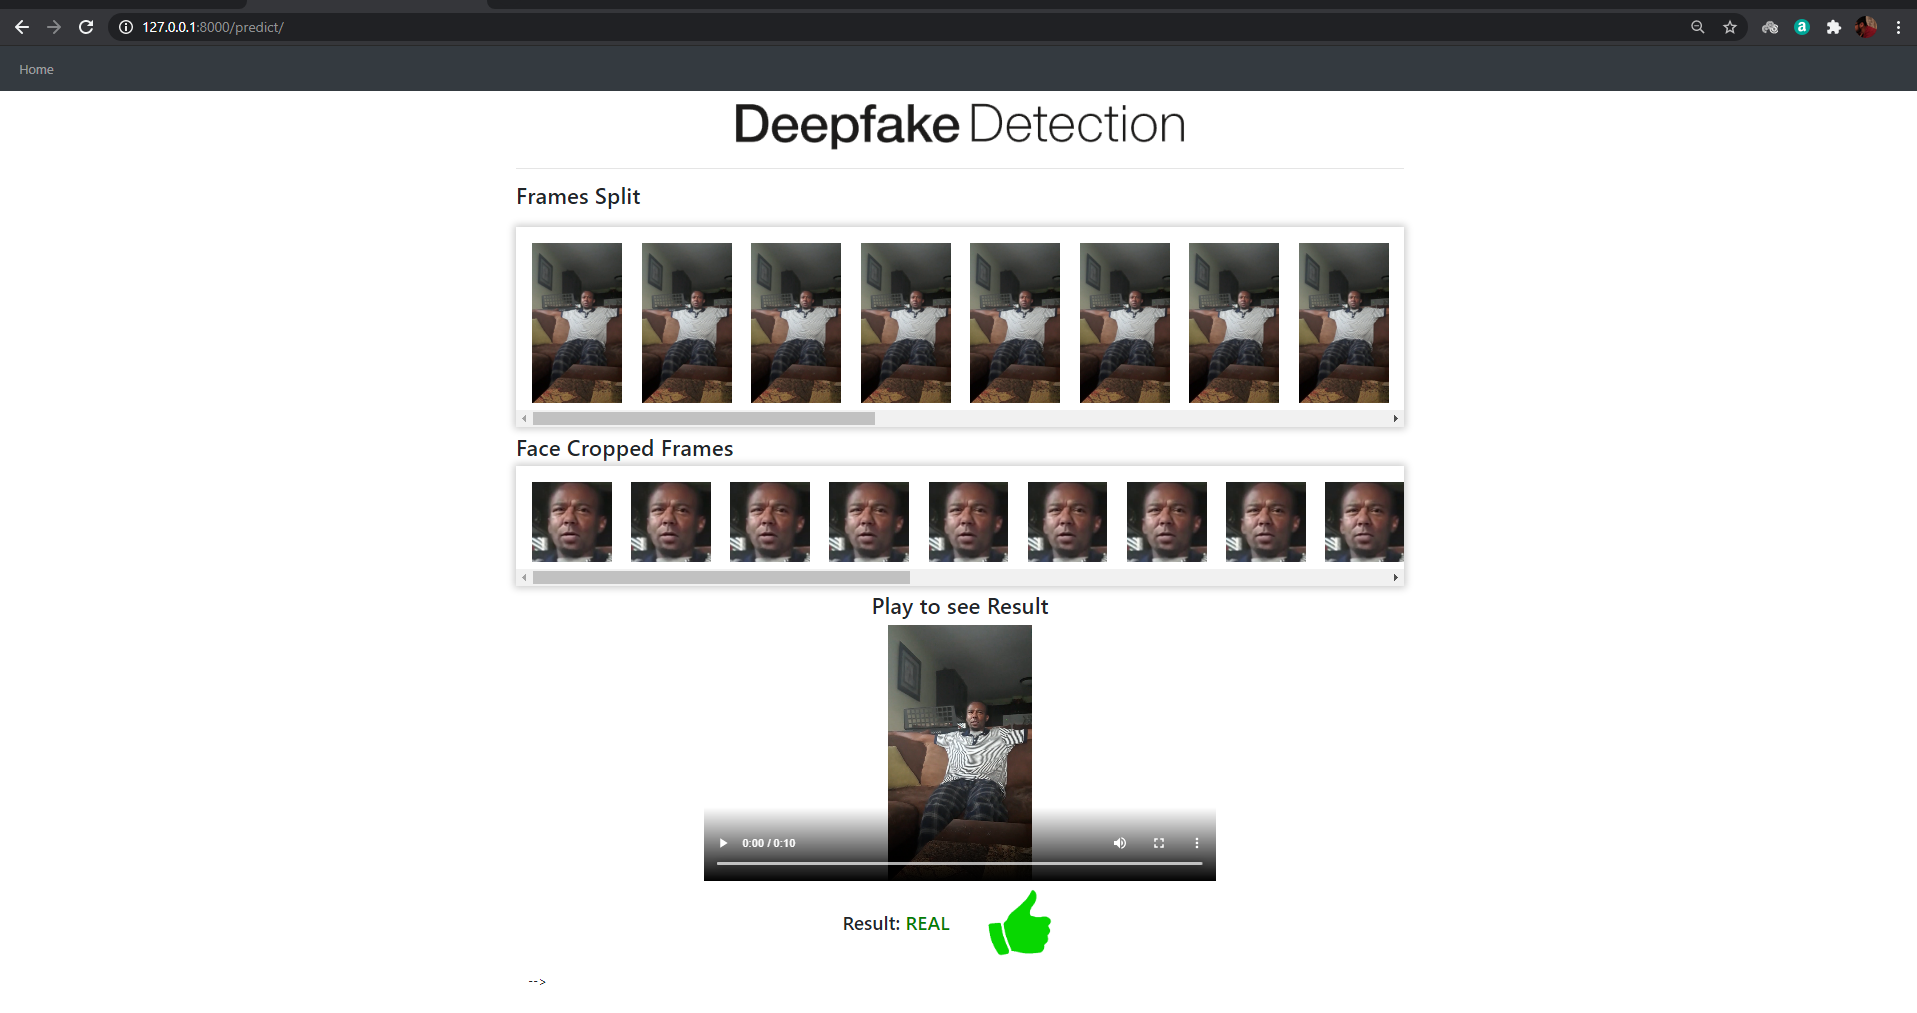 127.0.0.1:8000/predict/
a
Home
Deepfake Detection
Frames Split
Face Cropped Frames
Play to see Result
0:00 / 0:10
Result: REAL
-->